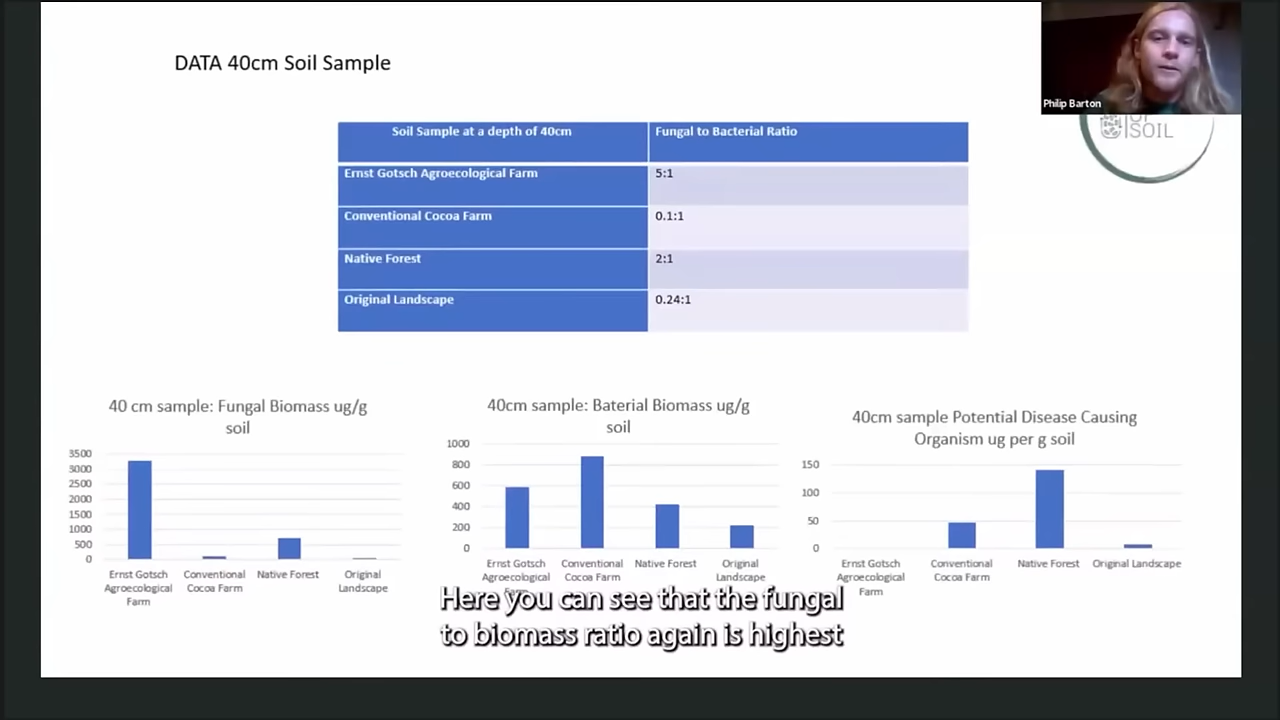 DATA 40cm Soil Sample
Philip Barton
SOIL
Soil Sample at a depth of 40cm
Fungal to Bacterial Ratio
Ernst Gotsch Agroecological Farm
5:1
Conventional Cocoa Farm
0.1:1
Native Forest
2:1
Original Landscape
0.24:1
40 cm sample: Fungal Biomass ug/g
soil
3500
3000
2500
2000
1500
1000
500
0
Ernst Gotsch
Agroecological
Farm
Conventional
Cocoa Farm
Native Forest
Original
Landscape
40cm sample: Baterial Biomass ug/g
soil
1000
800
600
400
200
0
Ernst Gotsch
Agroecological
Conventional
Cocoa Farm
Native Forest
Original
Landscape
40cm sample Potential Disease Causing
Organism ug per g soil
150
100
50
0
Ernst Gotsch
Agroecological
Farm
Conventional
Cocoa Farm
Native Forest
Original Landscape
Here you can see that the fungal
to biomass ratio again is highest